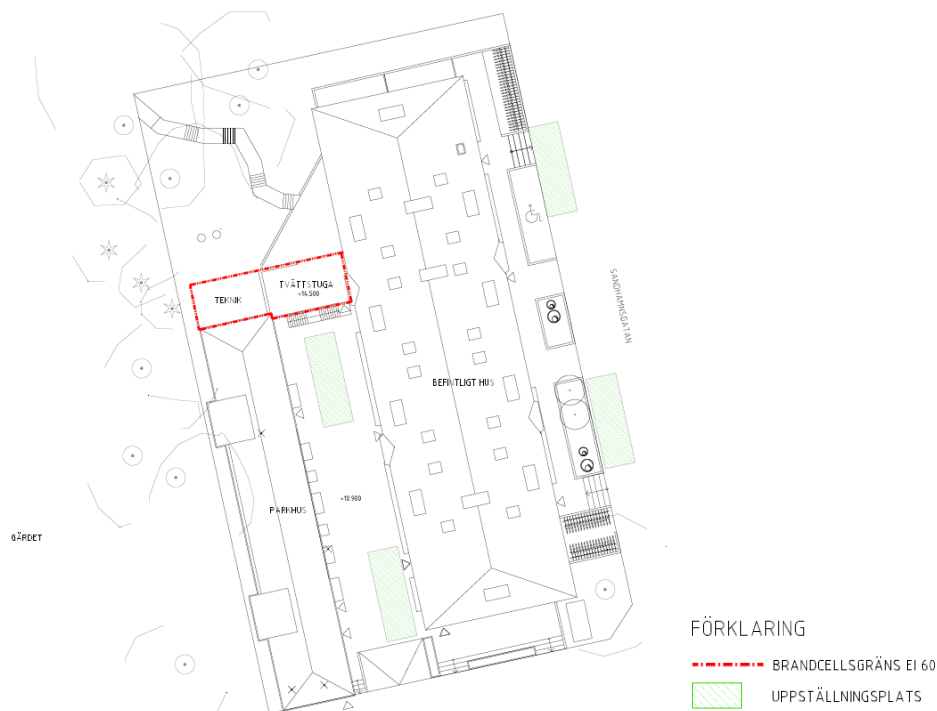 TVÄTTSTUGA
+14.500
TEKNIK
SANDHAMNSGATAN
BEFINTLIGT HUS
+10.900
PARKHUS
GÄRDET
FÖRKLARING
BRANDCELLSGRÄNS EI 60
UPPSTÄLLNINGSPLATS